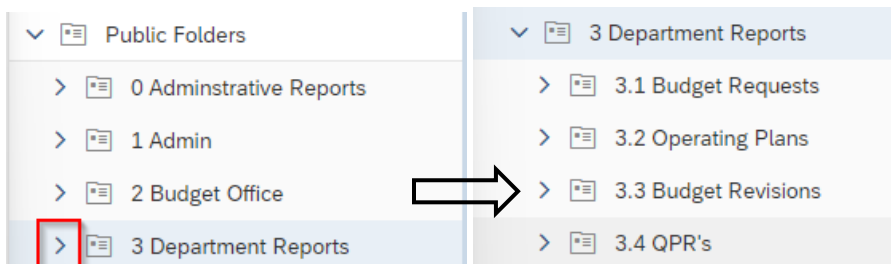 Public Folders
0 Adminstrative Reports
1 Admin
2 Budget Office
3 Department Reports
3 Department Reports
3.1 Budget Requests
3.2 Operating Plans
3.3 Budget Revisions
3.4 QPR's